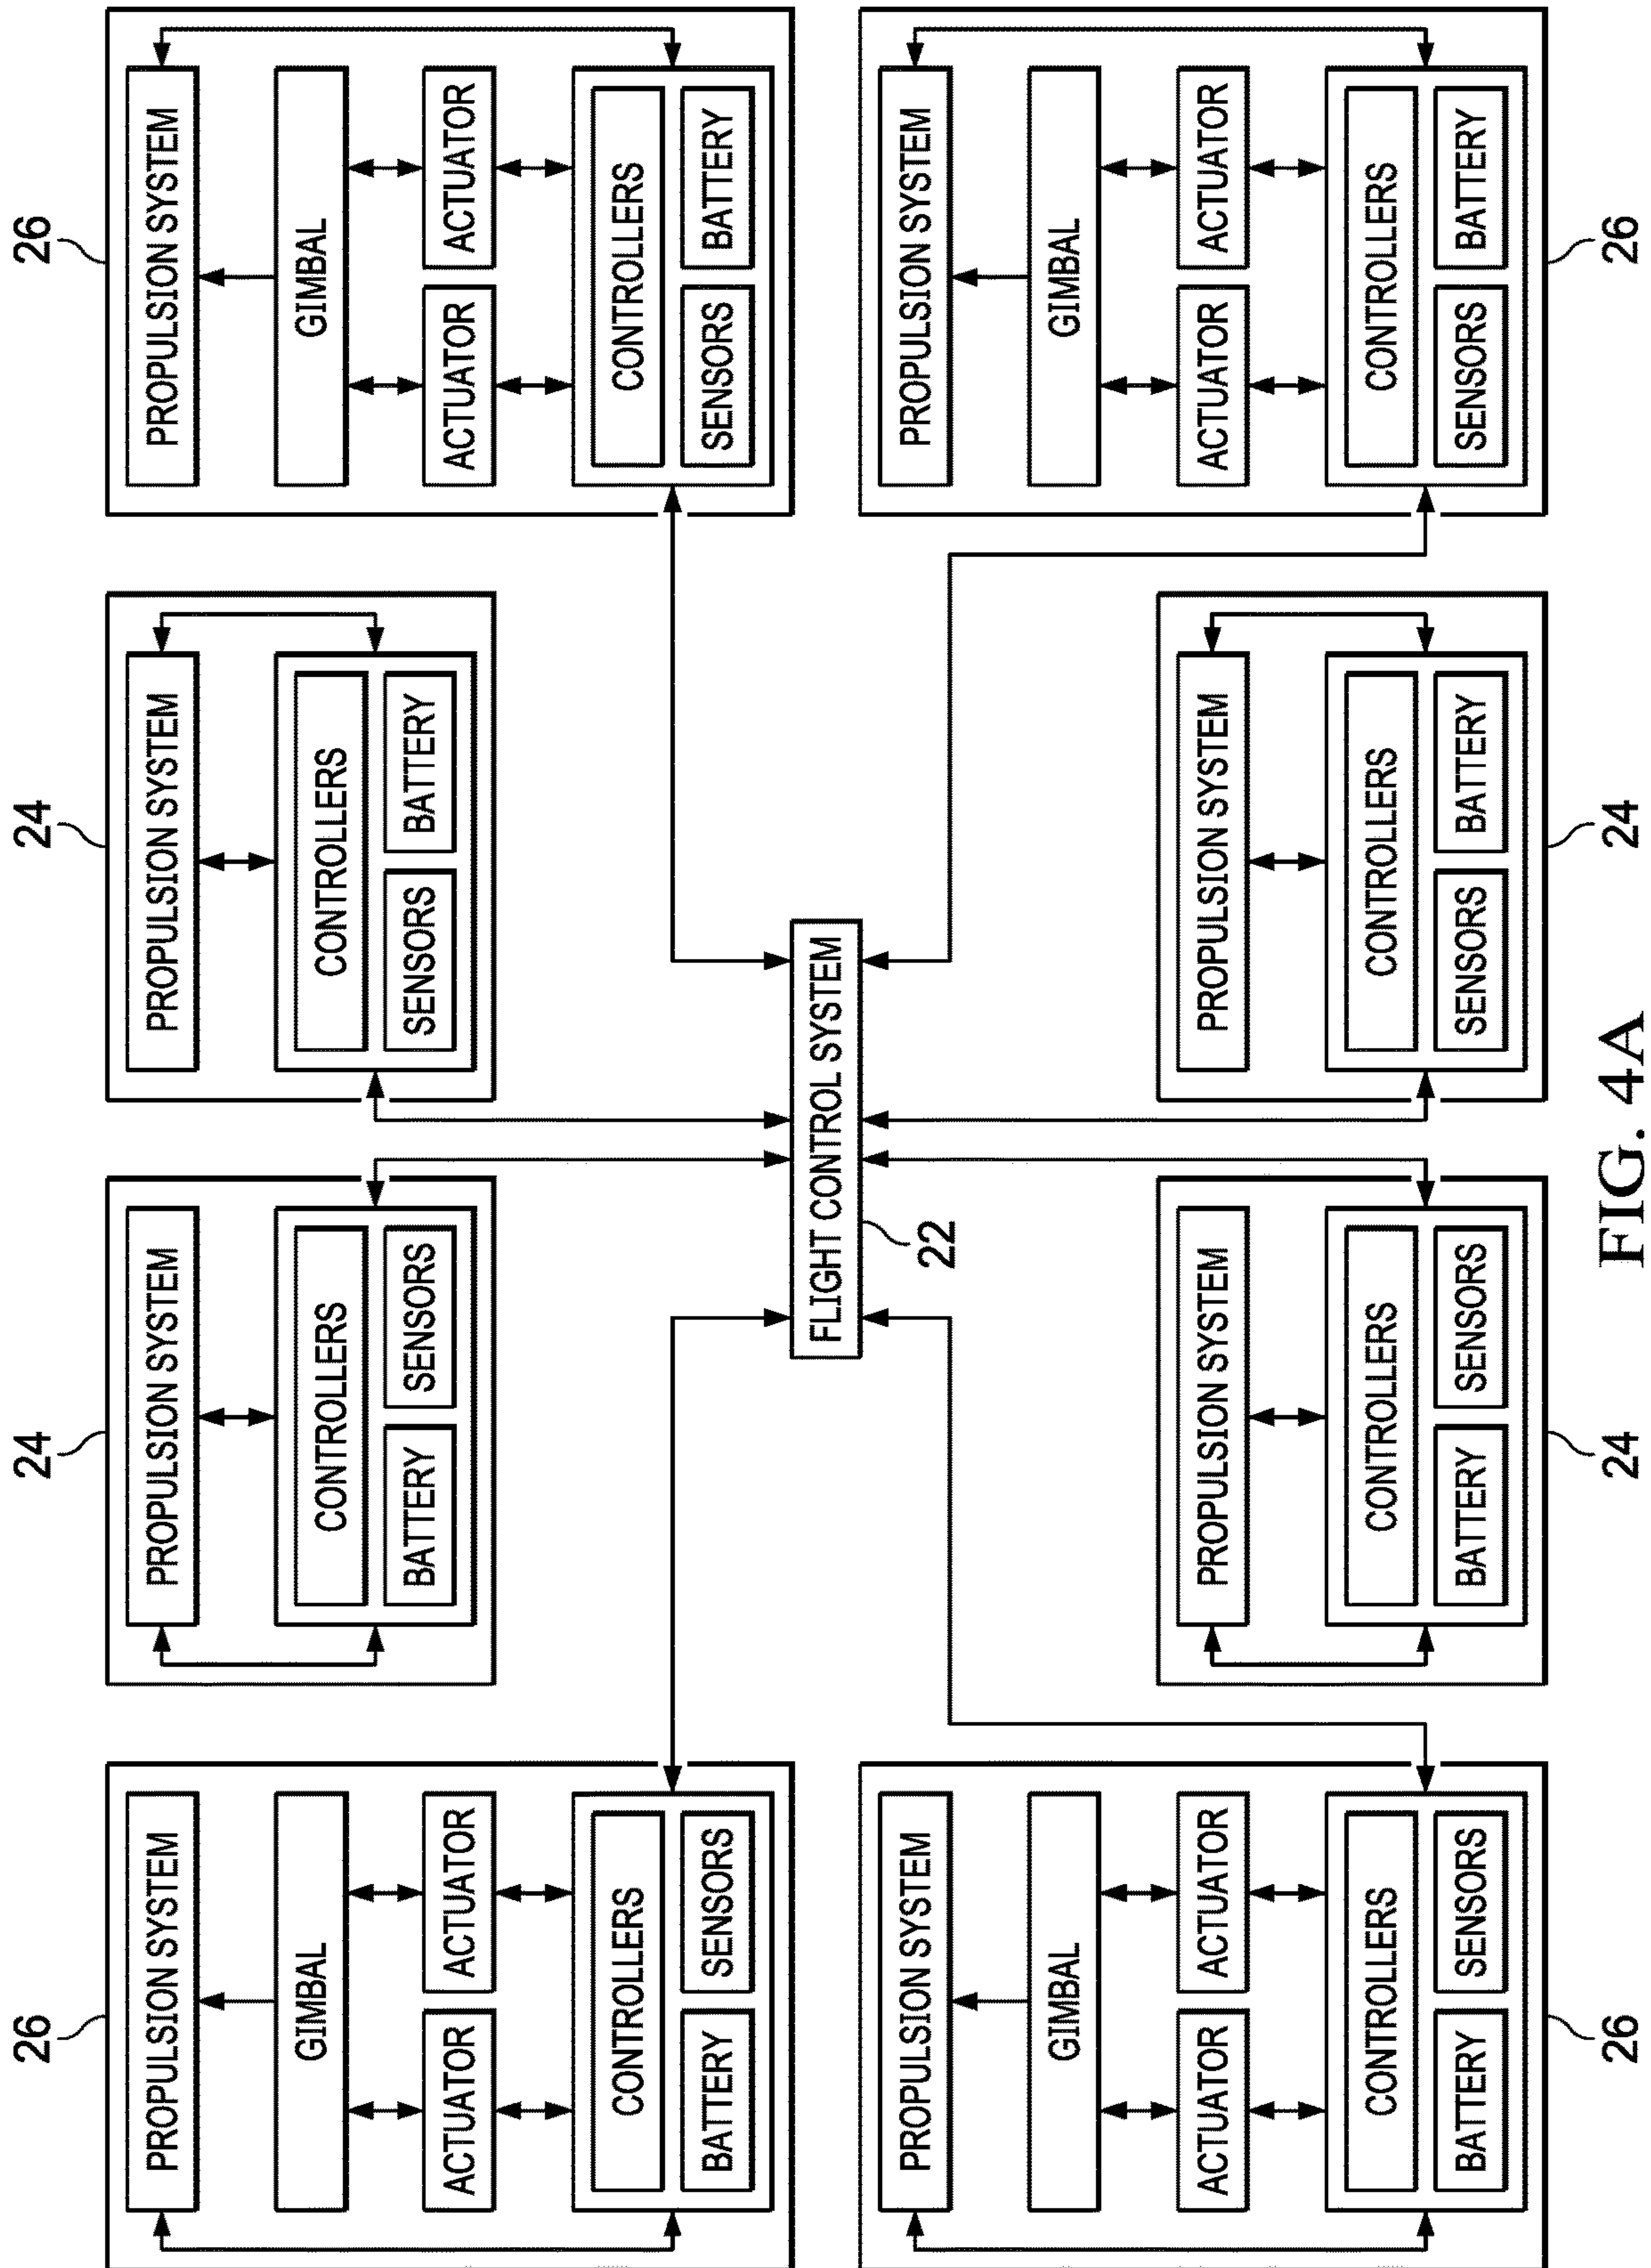 26
PROPULSION SYSTEM
GIMBAL
ACTUATOR
ACTUATOR
CONTROLLERS
BATTERY
SENSORS
24
PROPULSION SYSTEM
CONTROLLERS
BATTERY
SENSORS
24
PROPULSION SYSTEM
CONTROLLERS
SENSORS
BATTERY
26
PROPULSION SYSTEM
GIMBAL
ACTUATOR
ACTUATOR
CONTROLLERS
SENSORS
BATTERY
FLIGHT CONTROL SYSTEM
22
PROPULSION SYSTEM
GIMBAL
ACTUATOR
ACTUATOR
CONTROLLERS
BATTERY
SENSORS
26
PROPULSION SYSTEM
CONTROLLERS
BATTERY
SENSORS
24
PROPULSION SYSTEM
CONTROLLERS
SENSORS
BATTERY
24
PROPULSION SYSTEM
GIMBAL
ACTUATOR
ACTUATOR
CONTROLLERS
SENSORS
BATTERY
26
FIG. 4A